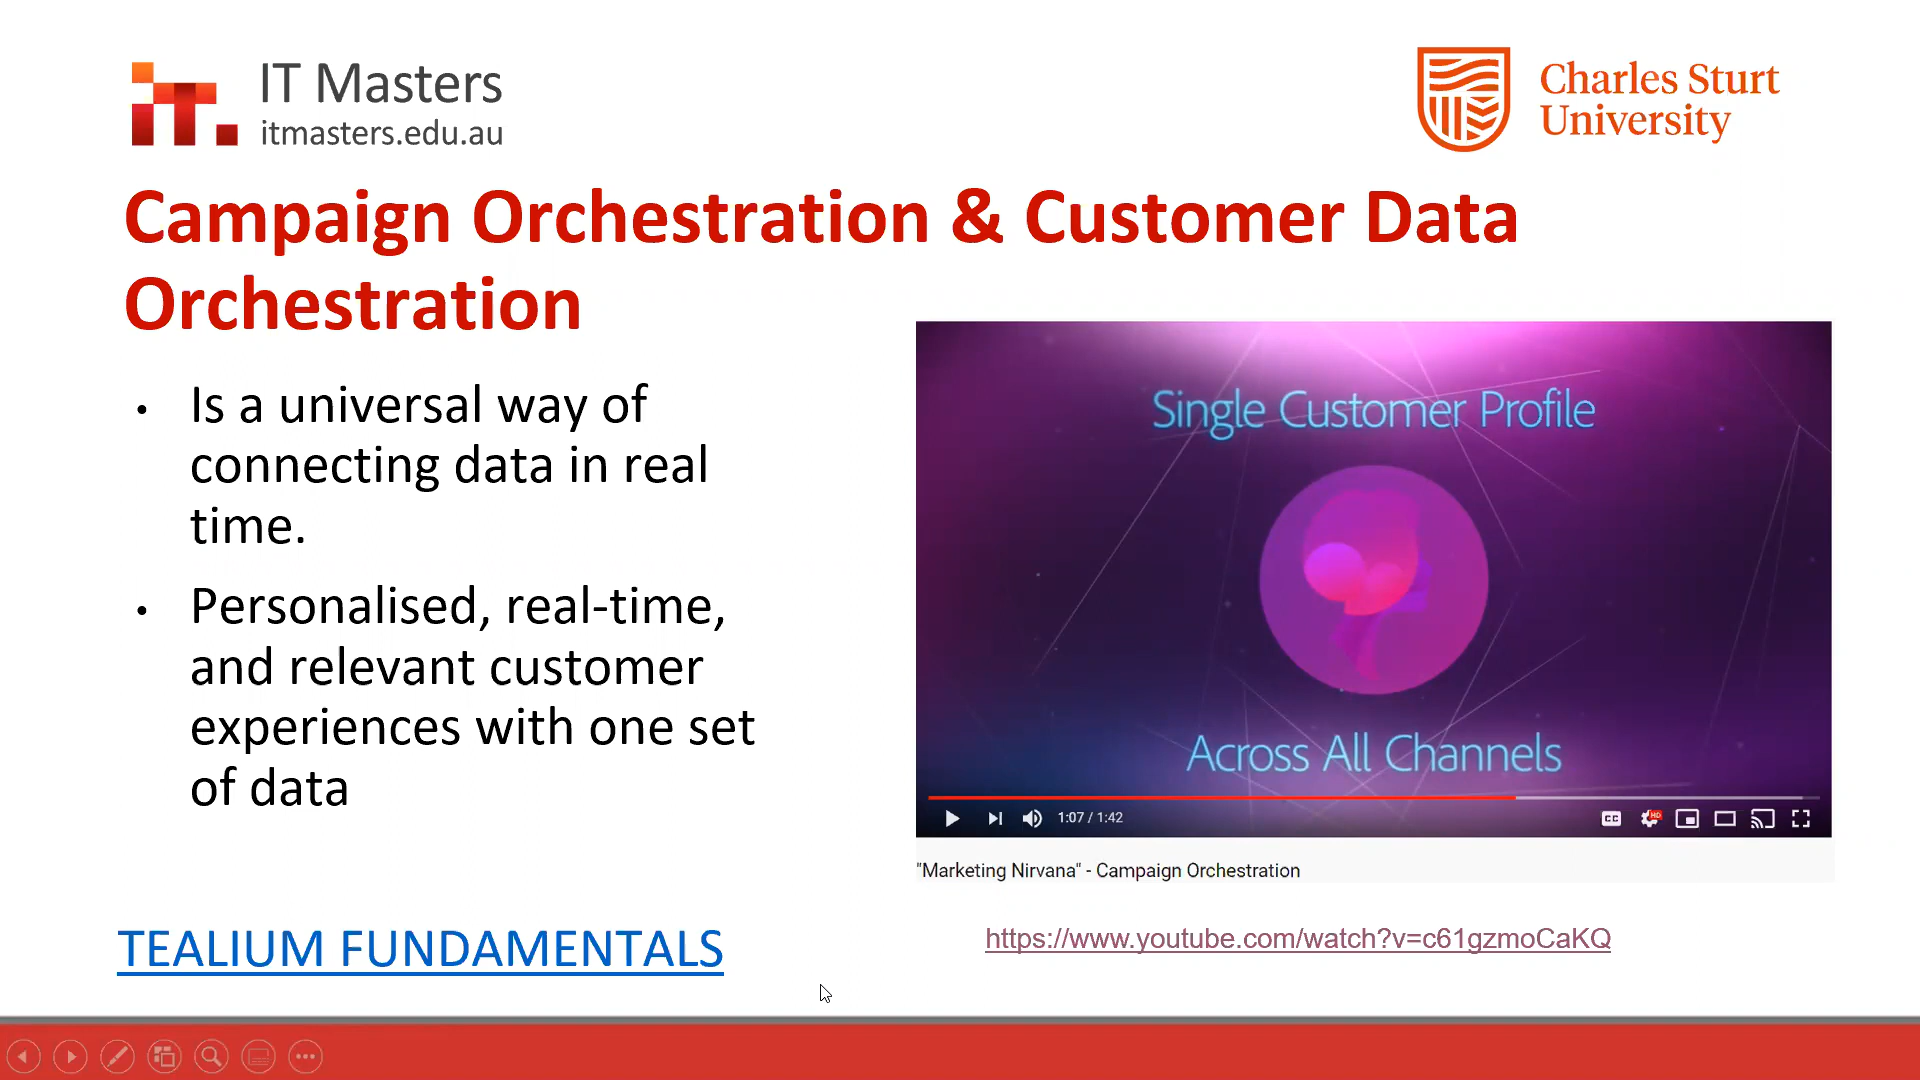 IT Masters
itmasters.edu.au
Charles Sturt
University
Campaign Orchestration & Customer Data
Orchestration
• Is a universal way of
connecting data in real
time.
• Personalised, real-time,
and relevant customer
experiences with one set
of data
TEALIUM FUNDAMENTALS
Single Customer Profile
Across All Channels
1:07 / 1:42
CC
HD
"Marketing Nirvana" - Campaign Orchestration
https://www.youtube.com/watch?v=c61gzmoCaKQ